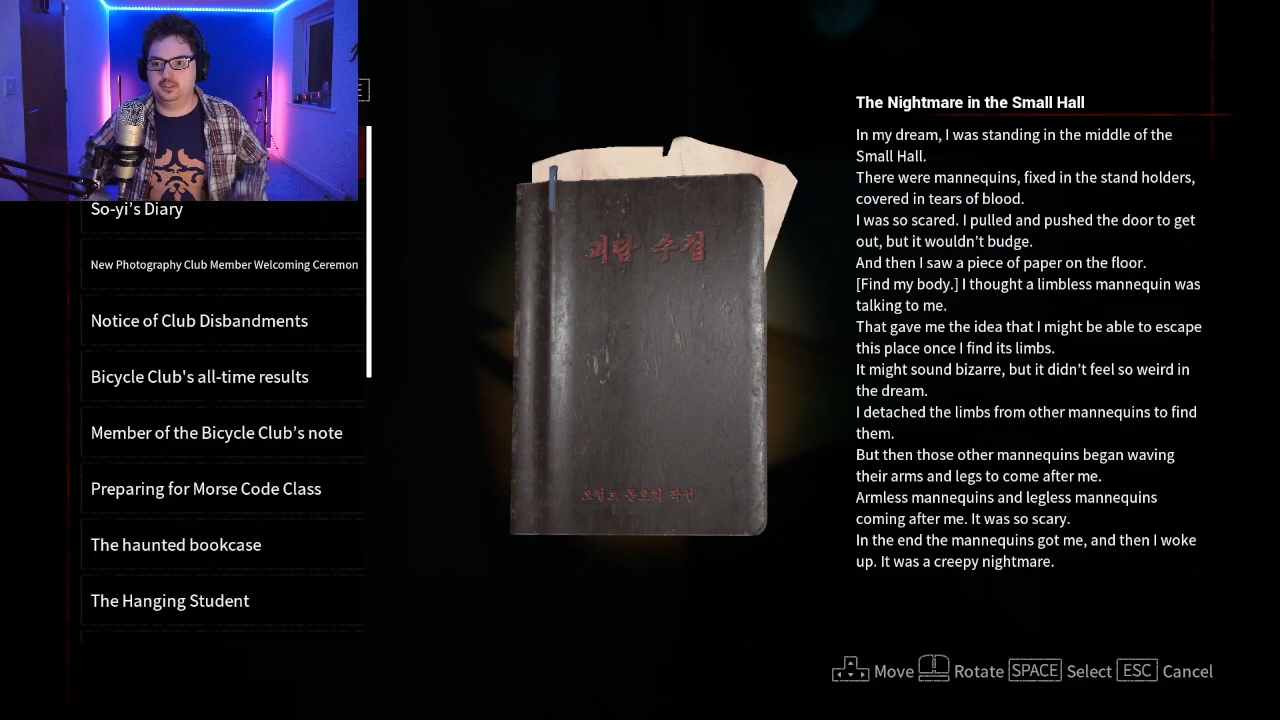 E
So-yi's Diary
New Photography Club Member Welcoming Ceremon
Notice of Club Disbandments
Bicycle Club's all-time results
Member of the Bicycle Club's note
Preparing for Morse Code Class
The haunted bookcase
The Hanging Student
괴담 수첩
The Nightmare in the Small Hall
In my dream, I was standing in the middle of the
Small Hall.
There were mannequins, fixed in the stand holders,
covered in tears of blood.
I was so scared. I pulled and pushed the door to get
out, but it wouldn't budge.
And then I saw a piece of paper on the floor.
[Find my body.] I thought a limbless mannequin was
talking to me.
That gave me the idea that I might be able to escape
this place once I find its limbs.
It might sound bizarre, but it didn't feel so weird in
the dream.
I detached the limbs from other mannequins to find
them.
But then those other mannequins began waving
their arms and legs to come after me.
Armless mannequins and legless mannequins
coming after me. It was so scary.
In the end the mannequins got me, and then I woke
up. It was a creepy nightmare.
Move Rotate SPACE Select ESC Cancel